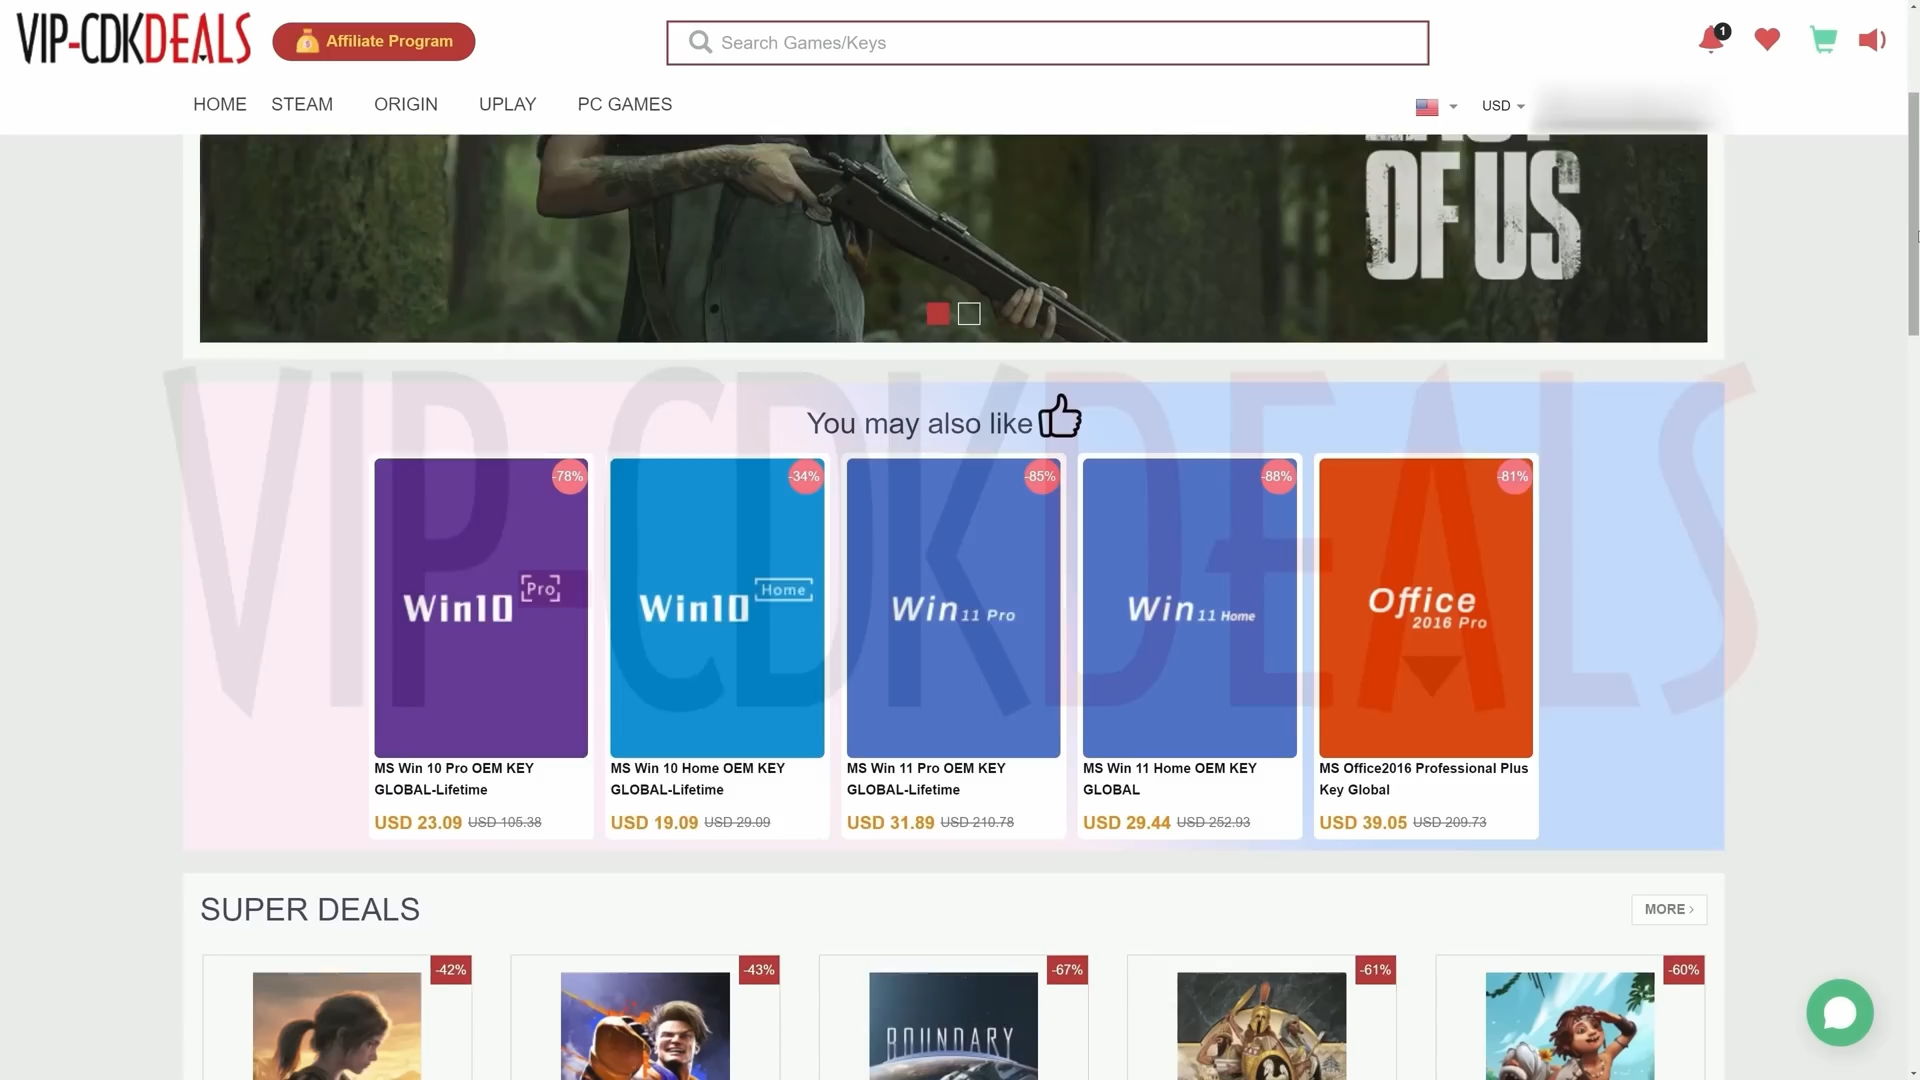 VIP-CDKDEALS
Affiliate Program
Search Games/Keys
1
HOME STEAM ORIGIN UPLAY PC GAMES
USD
OF US
VIP-CDKDEALS
You may also like
-78%
-34%
-85%
-88%
-81%
Win10 Pro
Win10 Home
Win 11 Pro
Win 11 Home
Office
2016 Pro
MS Win 10 Pro OEM KEY
GLOBAL-Lifetime
USD 23.09 USD 105.38
MS Win 10 Home OEM KEY
GLOBAL-Lifetime
USD 19.09 USD 29.09
MS Win 11 Pro OEM KEY
GLOBAL-Lifetime
USD 31.89 USD 210.78
MS Win 11 Home OEM KEY
GLOBAL
USD 29.44 USD 252.93
MS Office2016 Professional Plus
Key Global
USD 39.05 USD 209.73
SUPER DEALS
MORE ›
-42%
-43%
-67%
-61%
-60%
BOUNDARY